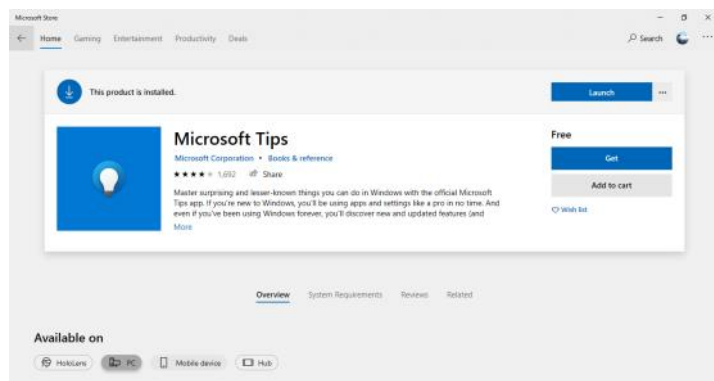 Microsoft Store
Home Gaming Entertainment Productivity Deals Search
This product is installed. Launch
Microsoft Tips
Free
Microsoft Corporation • Books & reference
Get
1,692 Share
Master surprising and lesser-known things you can do in Windows with the official Microsoft
Add to cart
Tips app. If you're new to Windows, you'll be using apps and settings like a pro in no time. And
even if you've been using Windows forever, you'll discover new and updated features (and
Wish list
More
Overview System Requirements Reviews Related
Available on
HoloLens PC Mobile device Hub